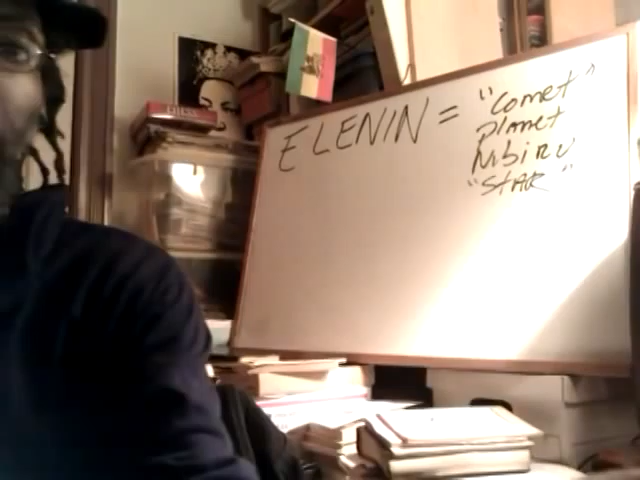 ELENIN = "Comet"
planet
NibiRU
"STAR"